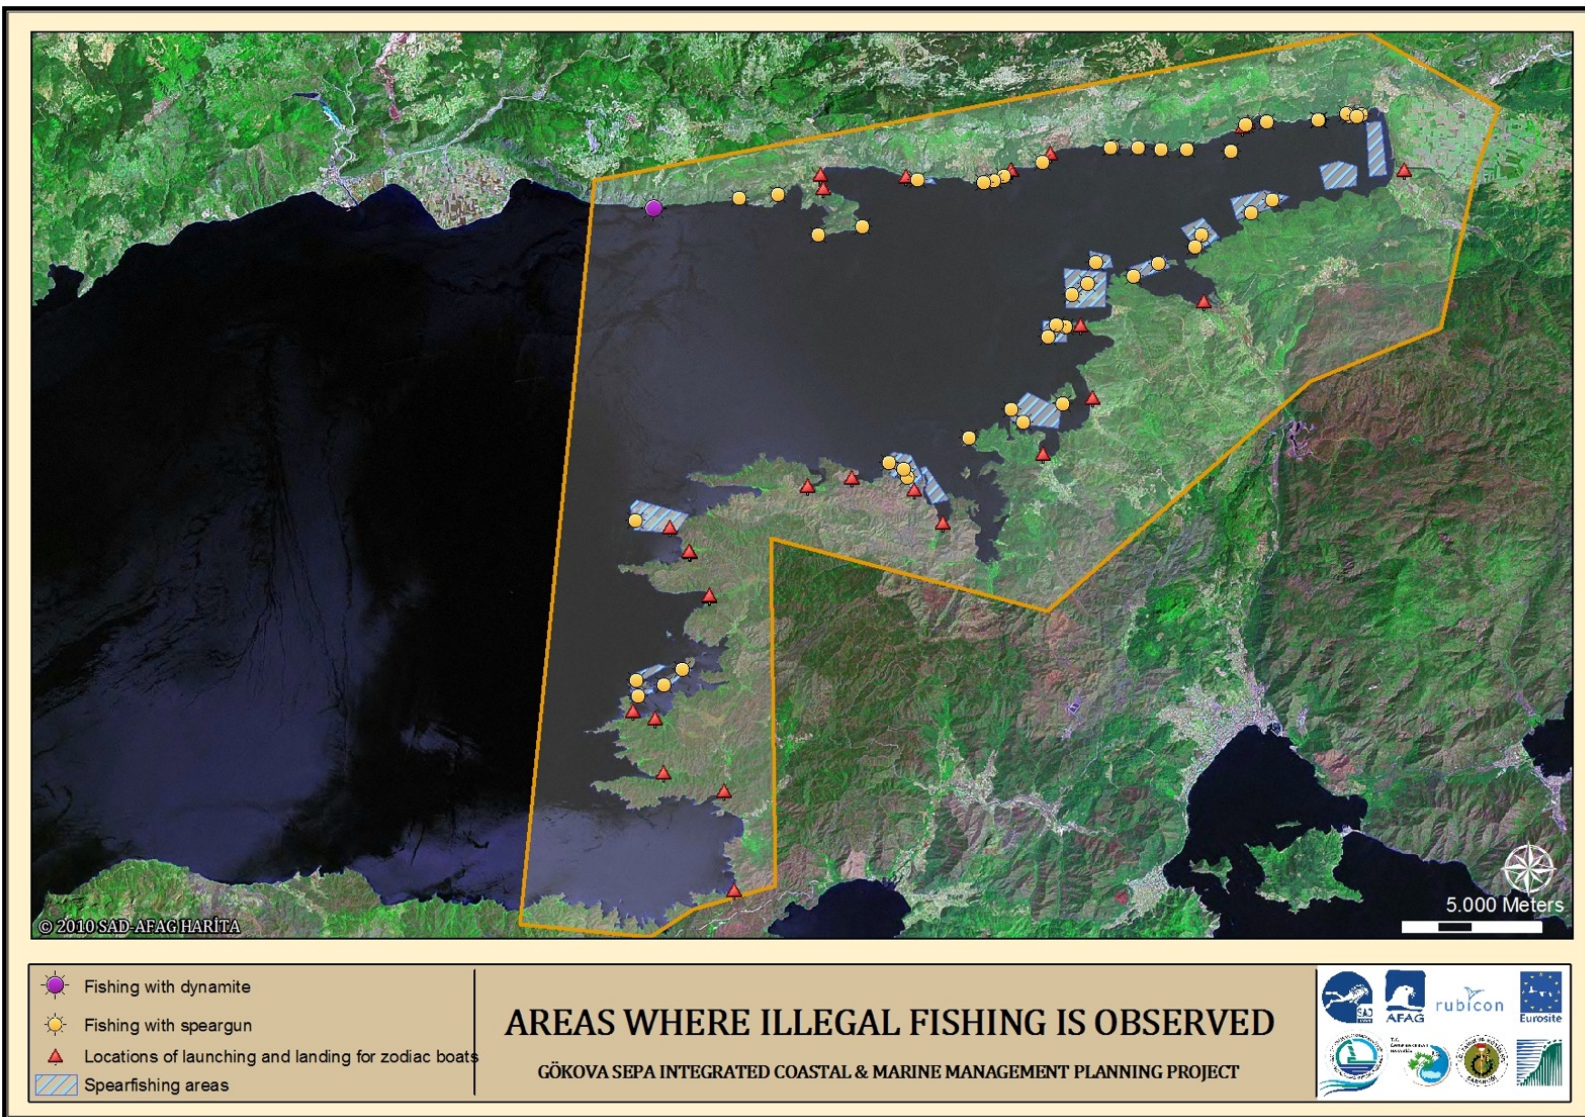 5.000 Meters
© 2010 SAD-AFAG HARİTA
Fishing with dynamite
Fishing with speargun
Locations of launching and landing for zodiac boats
Spearfishing areas
AREAS WHERE ILLEGAL FISHING IS OBSERVED
GÖKOVA SEPA INTEGRATED COASTAL & MARINE MANAGEMENT PLANNING PROJECT
SAD
AFAG
rubicon
Eurosite